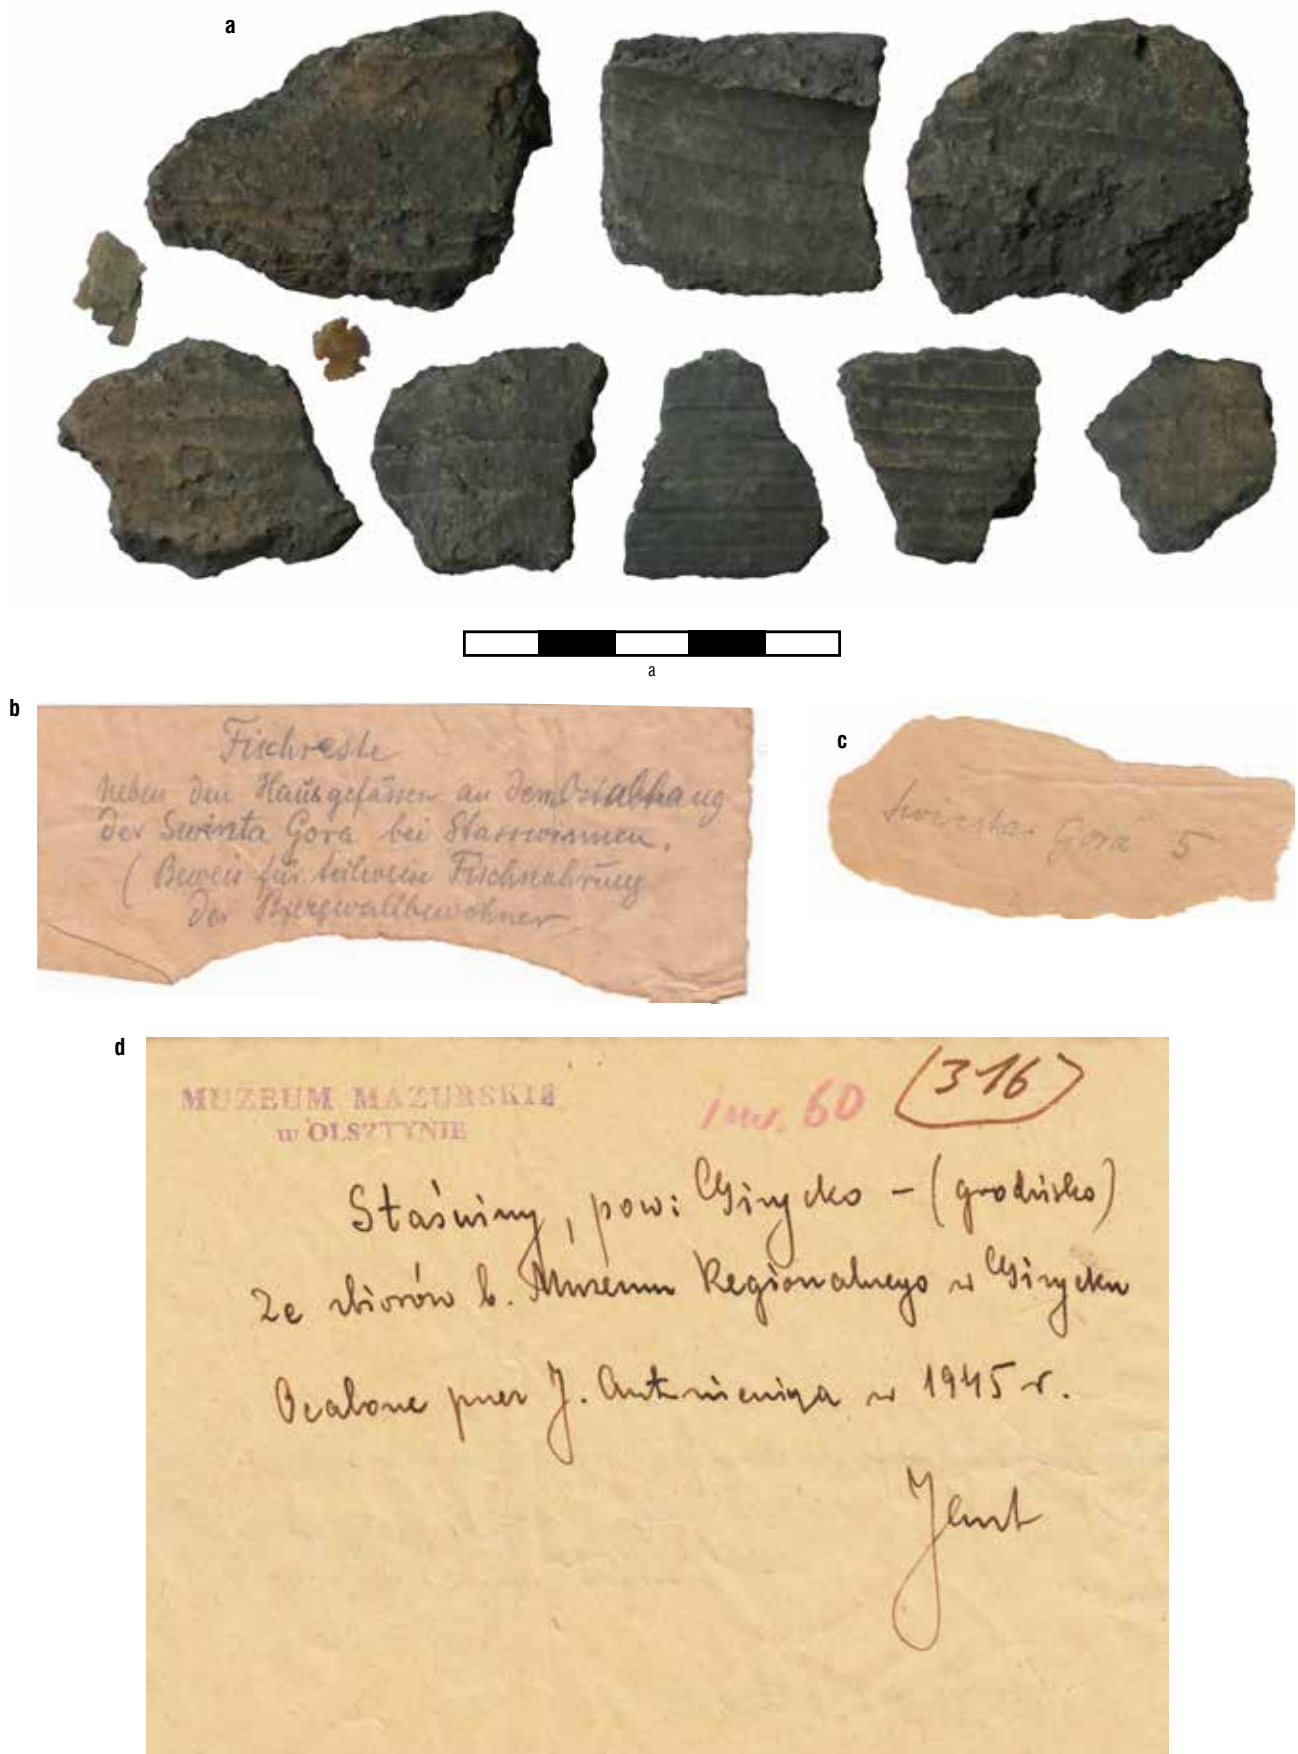 a
a
b
Fischreste
neben den Hausgefässen an dem Ostabhang
der Swinta Gora bei Stasswinnen.
( Beweis für teilweise Fischnahrung
der Burgwallbewohner
c
Swinta Gora 5
d
MUZEUM MAZURSKIE
w OLSZTYNIE
inw. 60
(316)
Staświny, pow: Giżycko – (grodzisko)
Ze zbiorów b. Muzeum Regionalnego w Giżycku
Ocalone przez J. Antoniewicza w 1945 r.